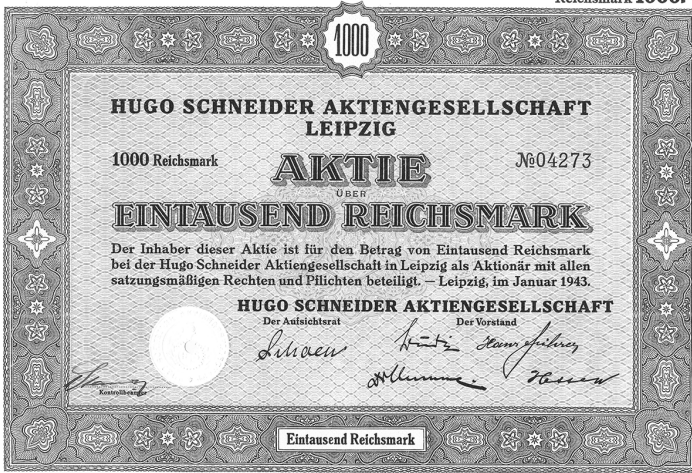 Reichsmark 1000.
1000
HUGO SCHNEIDER AKTIENGESELLSCHAFT
LEIPZIG
1000 Reichsmark
AKTIE
№04273
ÜBER
EINTAUSEND REICHSMARK
Der Inhaber dieser Aktie ist für den Betrag von Eintausend Reichsmark
bei der Hugo Schneider Aktiengesellschaft in Leipzig als Aktionär mit allen
satzungsmäßigen Rechten und Pflichten beteiligt. — Leipzig, im Januar 1943.
HUGO SCHNEIDER AKTIENGESELLSCHAFT
Der Aufsichtsrat
Der Vorstand
Kontrollbeamter
Eintausend Reichsmark